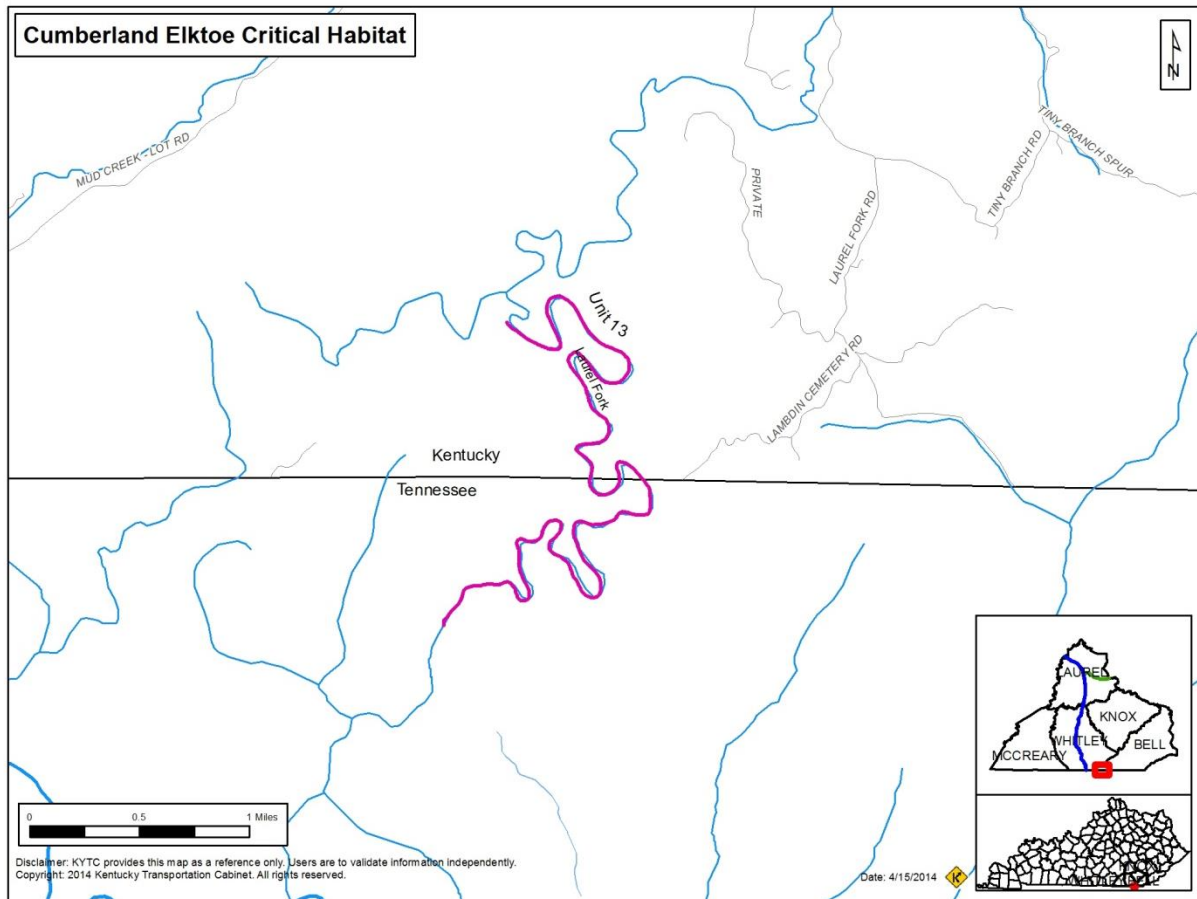 Cumberland Elktoe Critical Habitat
N
MUD CREEK - LOT RD
TINY BRANCH SPUR
TINY BRANCH RD
PRIVATE
LAUREL FORK RD
Unit 13
Laurel Fork
LAMBDIN CEMETERY RD
Kentucky
Tennessee
LAUREL
KNOX
WHITLEY
BELL
MCCREARY
0 0.5 1 Miles
Disclaimer: KYTC provides this map as a reference only. Users are to validate information independently.
Copyright: 2014 Kentucky Transportation Cabinet. All rights reserved.
Date: 4/15/2014